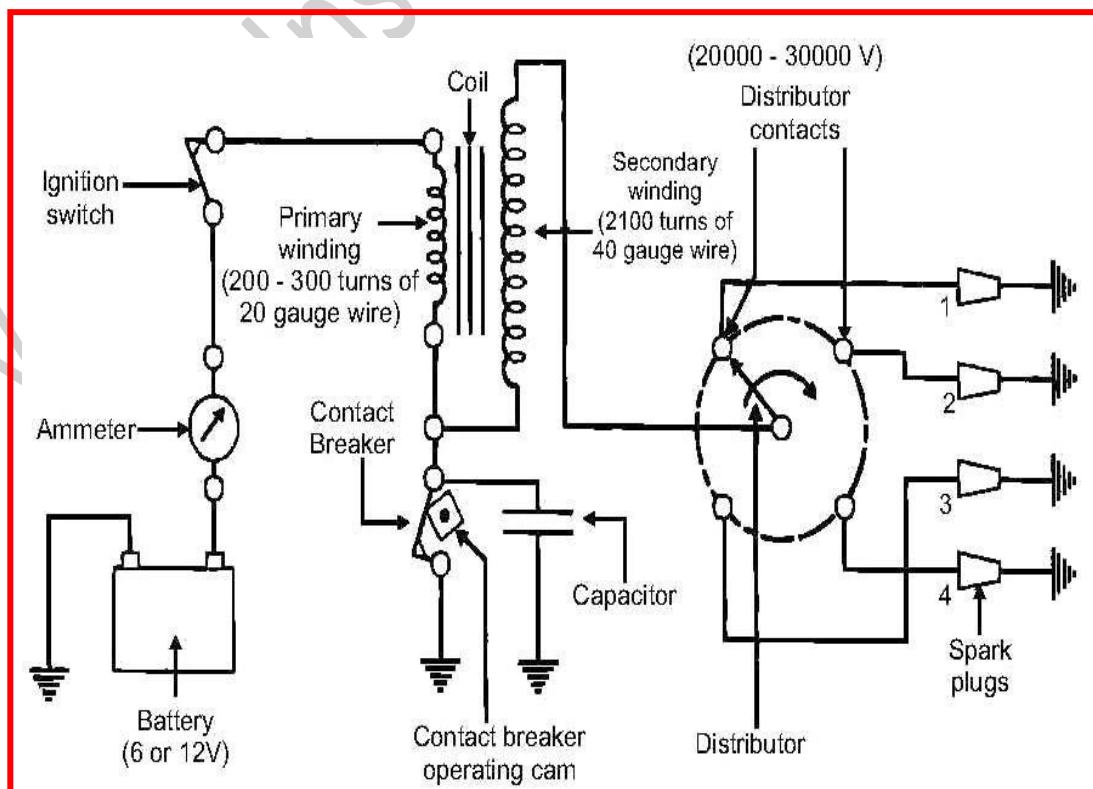 (20000 - 30000 V)
Distributor
contacts
Coil
Ignition
switch
Primary
winding
(200 - 300 turns of
20 gauge wire)
Secondary
winding
(2100 turns of
40 gauge wire)
1
2
3
4
Ammeter
Contact
Breaker
Capacitor
Spark
plugs
Battery
(6 or 12V)
Contact breaker
operating cam
Distributor